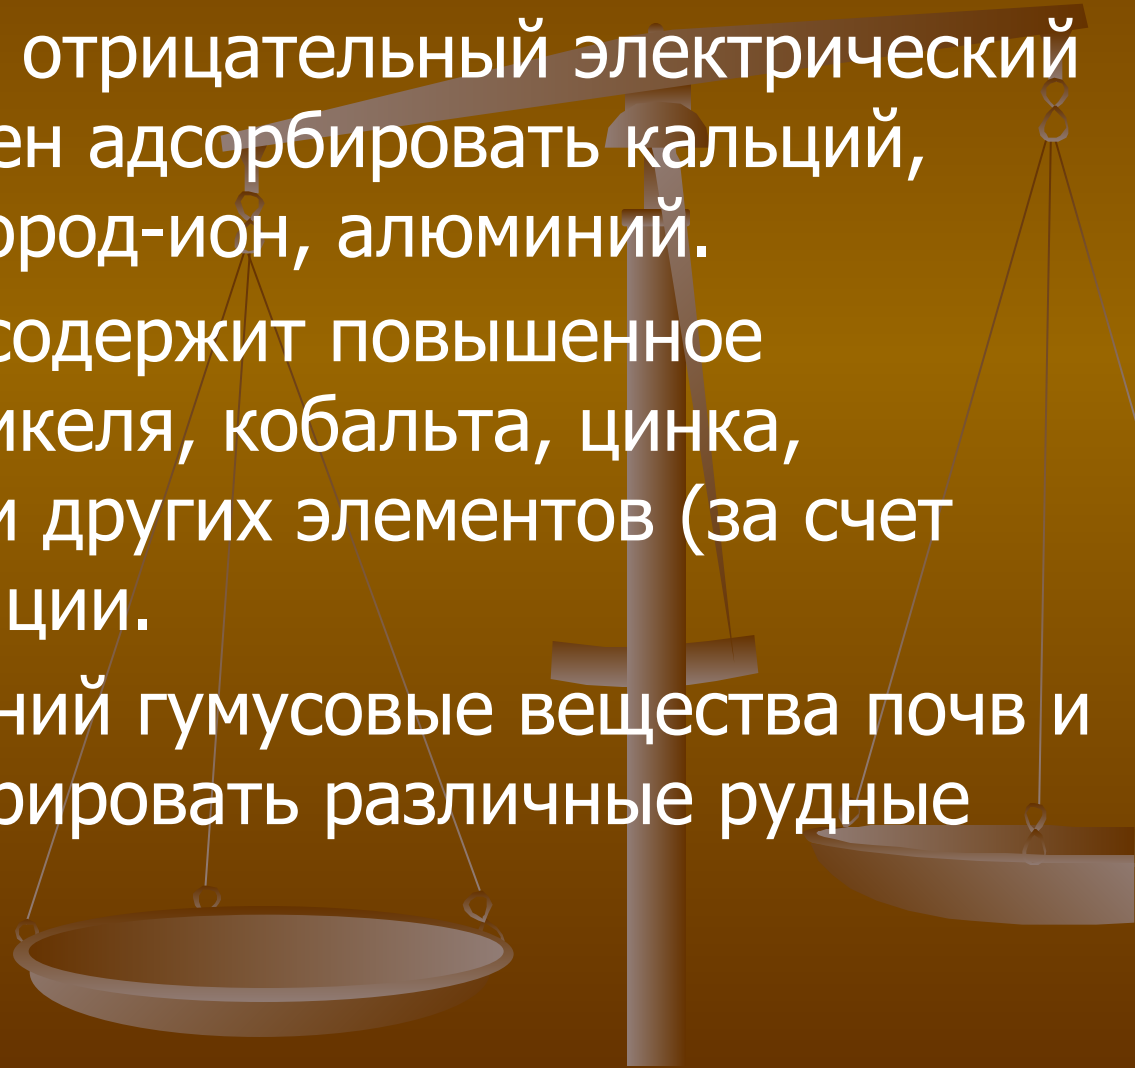 отрицательный электрический
ен адсорбировать кальций,
ород-ион, алюминий.
содержит повышенное
икеля, кобальта, цинка,
и других элементов (за счет
ции.
ний гумусовые вещества почв и
рировать различные рудные